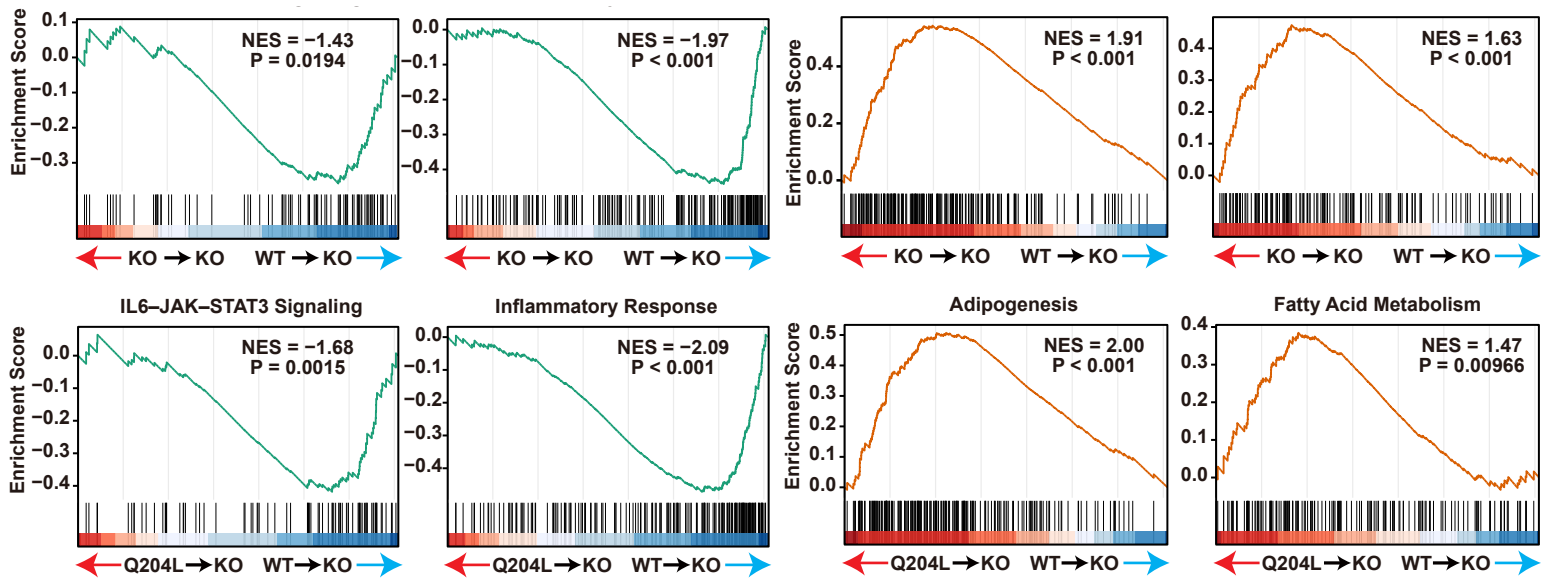 Enrichment Score
0.1
0.0
−0.1
−0.2
−0.3
NES = −1.43
P = 0.0194
KO → KO WT → KO
0.0
−0.1
−0.2
−0.3
−0.4
NES = −1.97
P < 0.001
KO → KO WT → KO
Enrichment Score
0.4
0.2
0.0
NES = 1.91
P < 0.001
KO → KO WT → KO
0.4
0.3
0.2
0.1
0.0
NES = 1.63
P < 0.001
KO → KO WT → KO
IL6–JAK–STAT3 Signaling
Enrichment Score
0.0
−0.1
−0.2
−0.3
−0.4
NES = −1.68
P = 0.0015
Q204L → KO WT → KO
Inflammatory Response
0.0
−0.1
−0.2
−0.3
−0.4
NES = −2.09
P < 0.001
Q204L → KO WT → KO
Adipogenesis
Enrichment Score
0.5
0.4
0.3
0.2
0.1
0.0
NES = 2.00
P < 0.001
Q204L → KO WT → KO
Fatty Acid Metabolism
0.4
0.3
0.2
0.1
0.0
NES = 1.47
P = 0.00966
Q204L → KO WT → KO